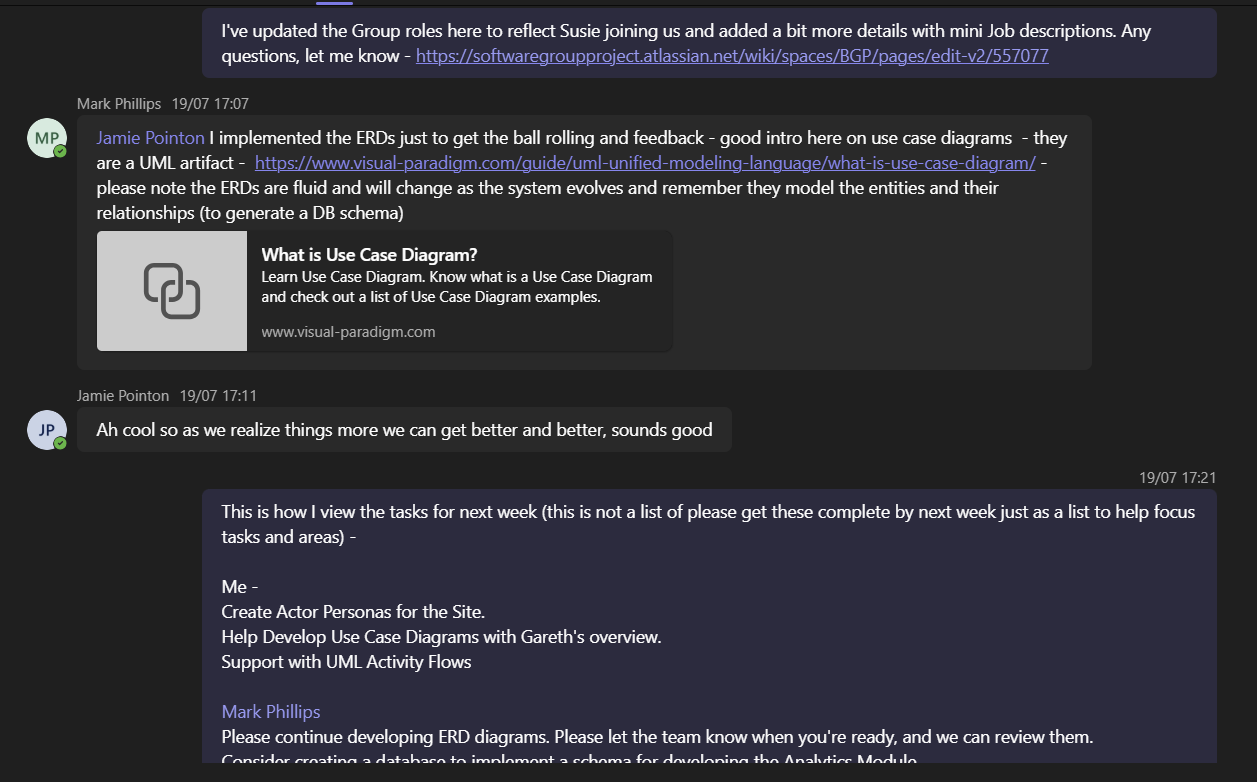 I've updated the Group roles here to reflect Susie joining us and added a bit more details with mini Job descriptions. Any
questions, let me know - https://softwaregroupproject.atlassian.net/wiki/spaces/BGP/pages/edit-v2/557077
Mark Phillips 19/07 17:07
MP
Jamie Pointon I implemented the ERDs just to get the ball rolling and feedback - good intro here on use case diagrams - they
are a UML artifact - https://www.visual-paradigm.com/guide/uml-unified-modeling-language/what-is-use-case-diagram/ -
please note the ERDs are fluid and will change as the system evolves and remember they model the entities and their
relationships (to generate a DB schema)
What is Use Case Diagram?
Learn Use Case Diagram. Know what is a Use Case Diagram
and check out a list of Use Case Diagram examples.
www.visual-paradigm.com
Jamie Pointon 19/07 17:11
JP
Ah cool so as we realize things more we can get better and better, sounds good
19/07 17:21
This is how I view the tasks for next week (this is not a list of please get these complete by next week just as a list to help focus
tasks and areas) -
Me -
Create Actor Personas for the Site.
Help Develop Use Case Diagrams with Gareth's overview.
Support with UML Activity Flows
Mark Phillips
Please continue developing ERD diagrams. Please let the team know when you're ready, and we can review them.
Consider creating a database to implement a schema for developing the Analytics Module